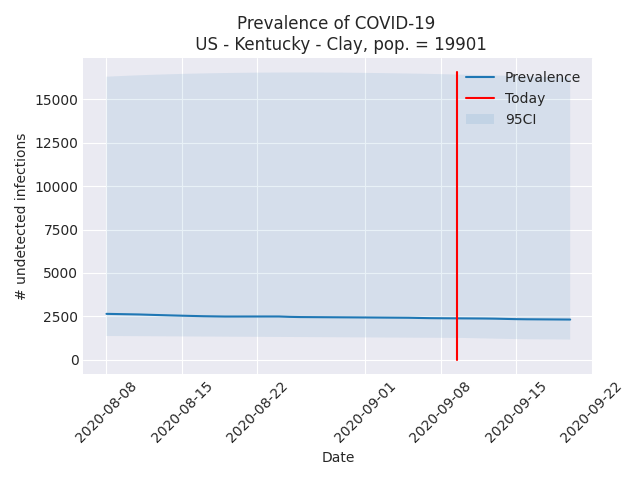 Prevalence of COVID-19
US - Kentucky - Clay, pop. = 19901
Prevalence
Today
95CI
15000
12500
10000
7500
5000
2500
0
# undetected infections
2020-08-08
2020-08-15
2020-08-22
2020-09-01
2020-09-08
2020-09-15
2020-09-22
Date